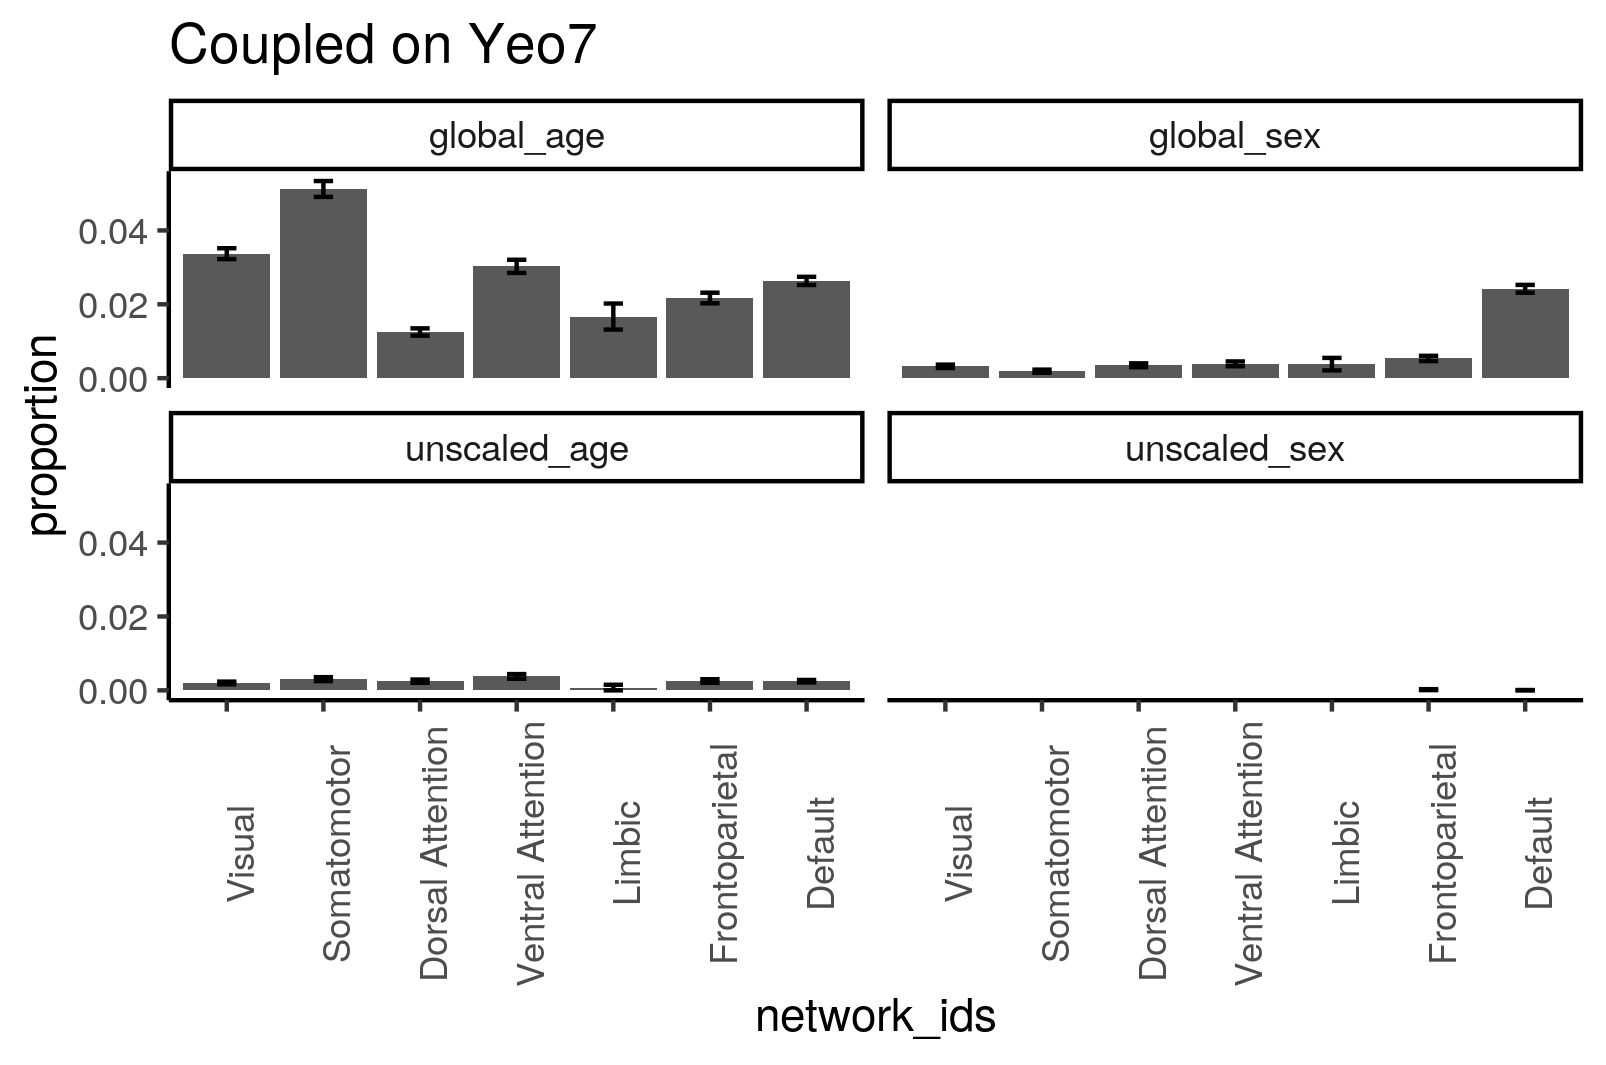 Coupled on Yeo7
global_age
global_sex
0.04
0.02
0.00
unscaled_age
unscaled_sex
0.04
0.02
0.00
proportion
Visual
Somatomotor
Dorsal Attention
Ventral Attention
Limbic
Frontoparietal
Default
Visual
Somatomotor
Dorsal Attention
Ventral Attention
Limbic
Frontoparietal
Default
network_ids